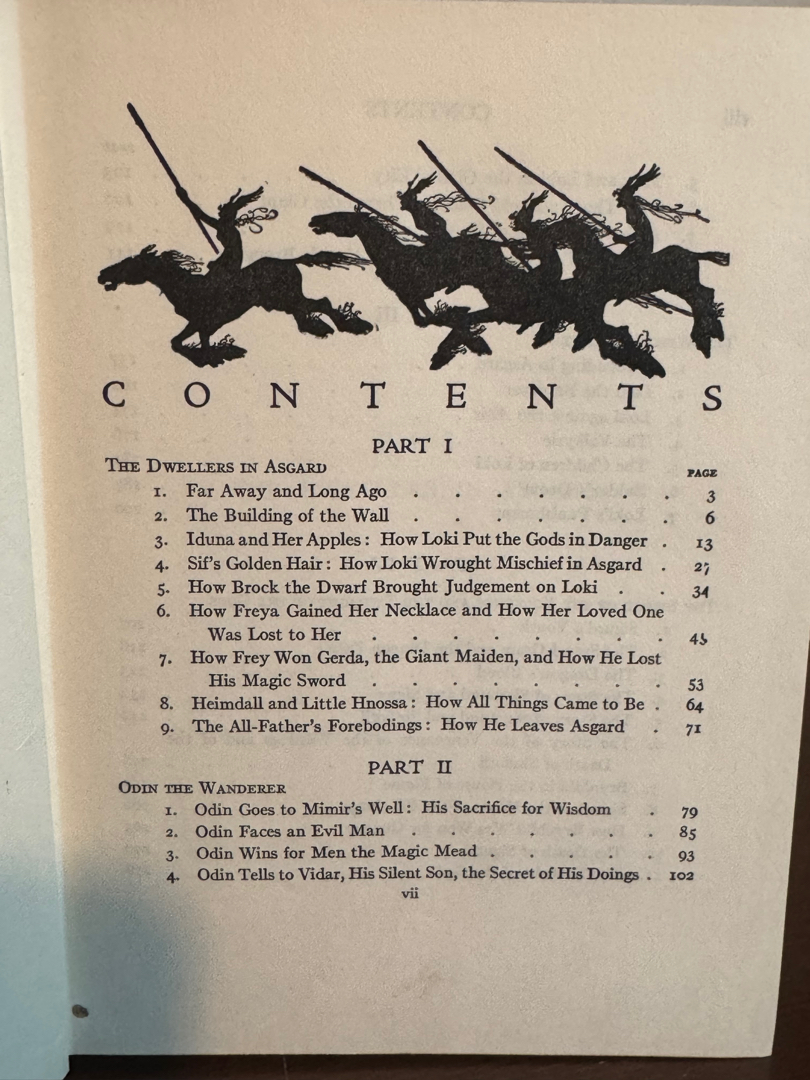 CONTENTS
PART I
THE DWELLERS IN ASGARD
PAGE
1. Far Away and Long Ago . . . . . . . 3
2. The Building of the Wall . . . . . . . 6
3. Iduna and Her Apples: How Loki Put the Gods in Danger . 13
4. Sif's Golden Hair: How Loki Wrought Mischief in Asgard . 27
5. How Brock the Dwarf Brought Judgement on Loki . . 34
6. How Freya Gained Her Necklace and How Her Loved One
Was Lost to Her . . . . . . . . 45
7. How Frey Won Gerda, the Giant Maiden, and How He Lost
His Magic Sword . . . . . . . . 53
8. Heimdall and Little Hnossa: How All Things Came to Be . 64
9. The All-Father's Forebodings: How He Leaves Asgard . 71
PART II
ODIN THE WANDERER
1. Odin Goes to Mimir's Well: His Sacrifice for Wisdom . 79
2. Odin Faces an Evil Man . . . . . . . 85
3. Odin Wins for Men the Magic Mead . . . . . 93
4. Odin Tells to Vidar, His Silent Son, the Secret of His Doings . 102
vii